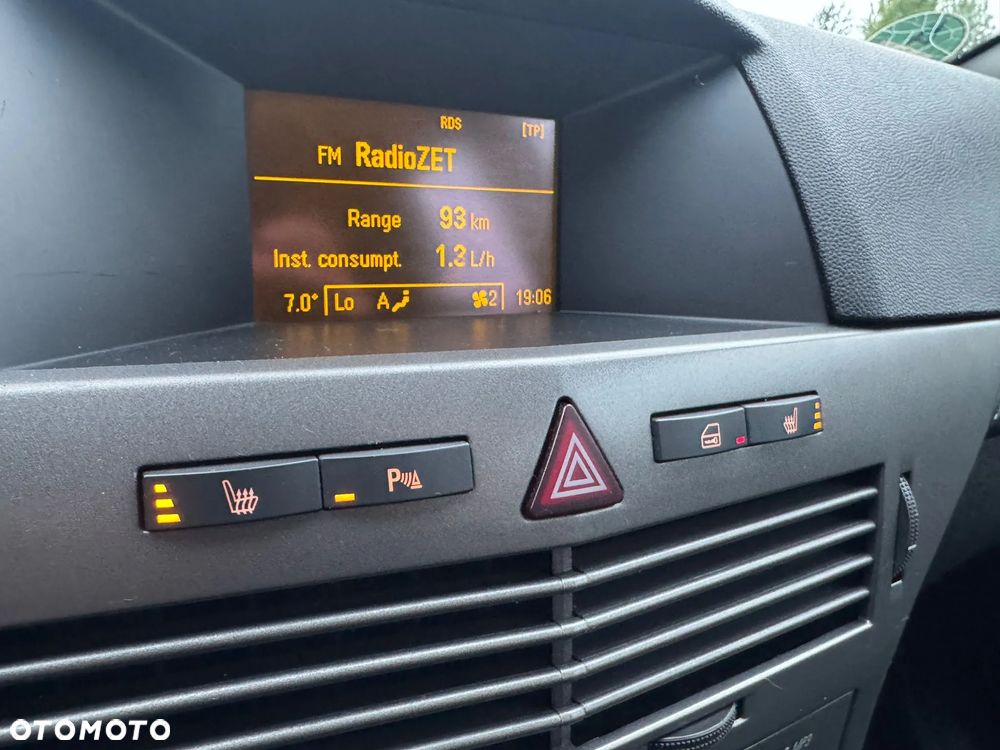 RDS [TP]
FM RadioZET
Range 93 km
Inst. consumpt. 1.3 L/h
7.0° Lo A 2 19:06
P
OTOMOTO